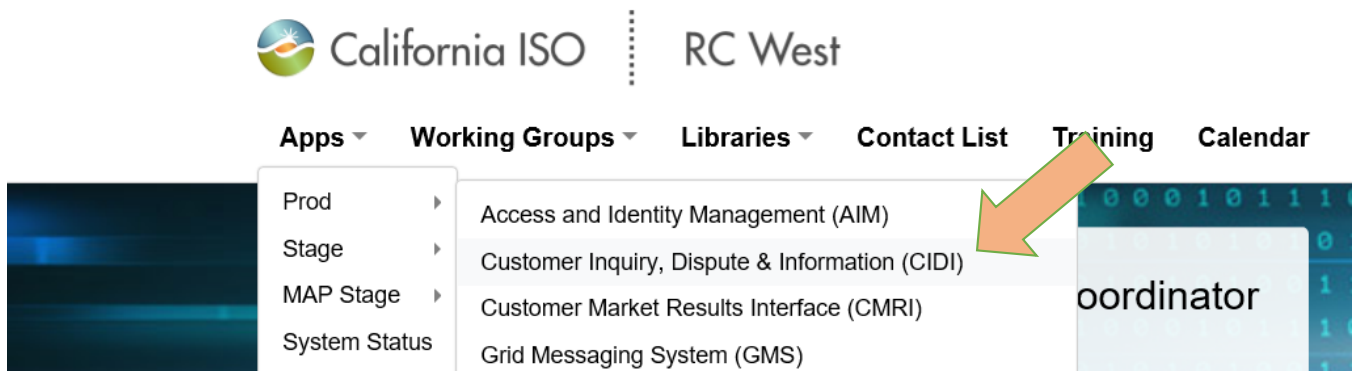 California ISO RC West
Apps Working Groups Libraries Contact List Training Calendar
Prod
Stage
MAP Stage
System Status
Access and Identity Management (AIM)
Customer Inquiry, Dispute & Information (CIDI)
Customer Market Results Interface (CMRI)
Grid Messaging System (GMS)
oordinator